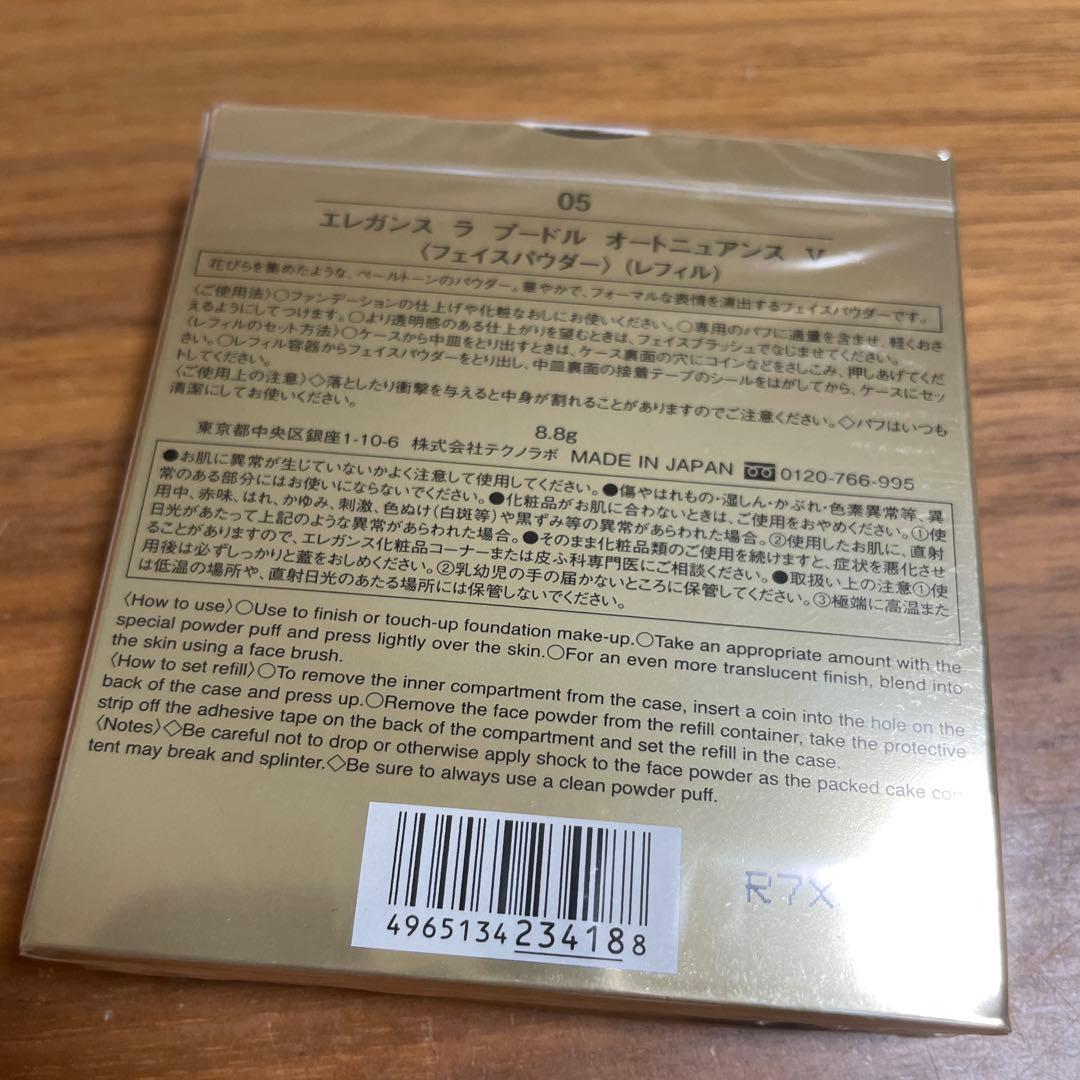 05
エレガンス ラ プードル オートニュアンス V
〈フェイスパウダー〉(レフィル)
花びらを集めたような、ペールトーンのパウダー。華やかで、フォーマルな表情を演出するフェイスパウダーです。
〈ご使用法〉○ファンデーションの仕上げや化粧なおしにお使いください。○専用のパフに適量を含ませ、軽くおさ
えるようにしてつけます。○より透明感のある仕上がりを望むときは、フェイスブラッシュでなじませてください。
〈レフィルのセット方法〉○ケースから中皿をとり出すときは、ケース裏面の穴にコインなどをさしこみ、押しあげてくだ
さい。○レフィル容器からフェイスパウダーをとり出し、中皿裏面の接着テープのシールをはがしてから、ケースにセッ
トしてください。
〈ご使用上の注意〉◇落としたり衝撃を与えると中身が割れることがありますのでご注意ください。◇パフはいつも
清潔にしてお使いください。
8.8g
東京都中央区銀座1-10-6 株式会社テクノラボ MADE IN JAPAN 0120-766-995
●お肌に異常が生じていないかよく注意して使用してください。●傷やはれもの・湿しん・かぶれ・色素異常等、異
常のある部分にはお使いにならないでください。●化粧品がお肌に合わないときは、ご使用をおやめください。①使
用中、赤味、はれ、かゆみ、刺激、色ぬけ(白斑等)や黒ずみ等の異常があらわれた場合。②使用したお肌に、直射
日光があたって上記のような異常があらわれた場合。●そのまま化粧品類のご使用を続けますと、症状を悪化させ
ることがありますので、エレガンス化粧品コーナーまたは皮ふ科専門医にご相談ください。●取扱い上の注意①使
用後は必ずしっかりと蓋をおしめください。②乳幼児の手の届かないところに保管してください。③極端に高温また
は低温の場所や、直射日光のあたる場所には保管しないでください。
〈How to use〉○Use to finish or touch-up foundation make-up.○Take an appropriate amount with the
special powder puff and press lightly over the skin.○For an even more translucent finish, blend into
the skin using a face brush.
〈How to set refill〉○To remove the inner compartment from the case, insert a coin into the hole on the
back of the case and press up.○Remove the face powder from the refill container, take the protective
strip off the adhesive tape on the back of the compartment and set the refill in the case.
〈Notes〉◇Be careful not to drop or otherwise apply shock to the face powder as the packed cake con-
tent may break and splinter.◇Be sure to always use a clean powder puff.
4965134234188
R7X